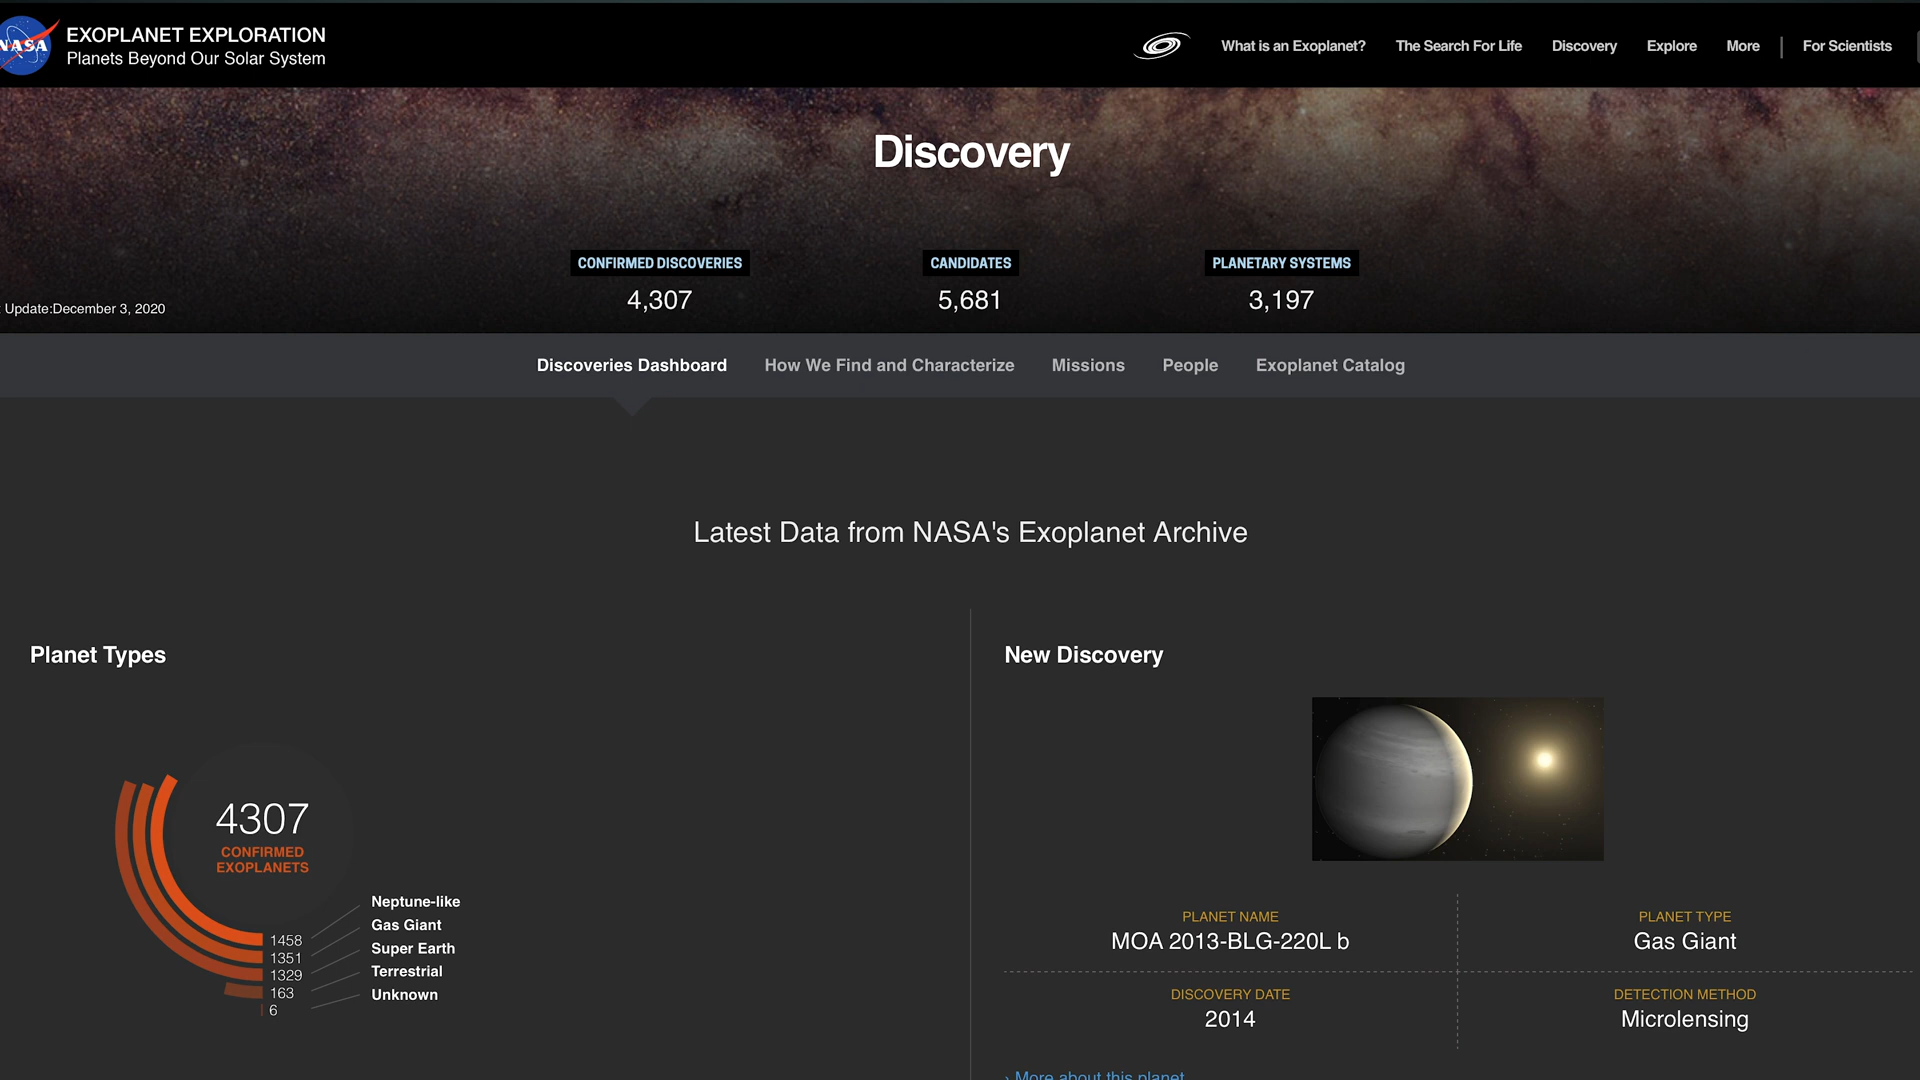 NASA
EXOPLANET EXPLORATION
Planets Beyond Our Solar System
What is an Exoplanet?
The Search For Life
Discovery
Explore
More
For Scientists
Discovery
CONFIRMED DISCOVERIES
4,307
CANDIDATES
5,681
PLANETARY SYSTEMS
3,197
Update:December 3, 2020
Discoveries Dashboard
How We Find and Characterize
Missions
People
Exoplanet Catalog
Latest Data from NASA's Exoplanet Archive
Planet Types
4307
CONFIRMED
EXOPLANETS
1458 Neptune-like
1351 Gas Giant
1329 Super Earth
163 Terrestrial
6 Unknown
New Discovery
PLANET NAME
MOA 2013-BLG-220L b
PLANET TYPE
Gas Giant
DISCOVERY DATE
2014
DETECTION METHOD
Microlensing
› More about this planet